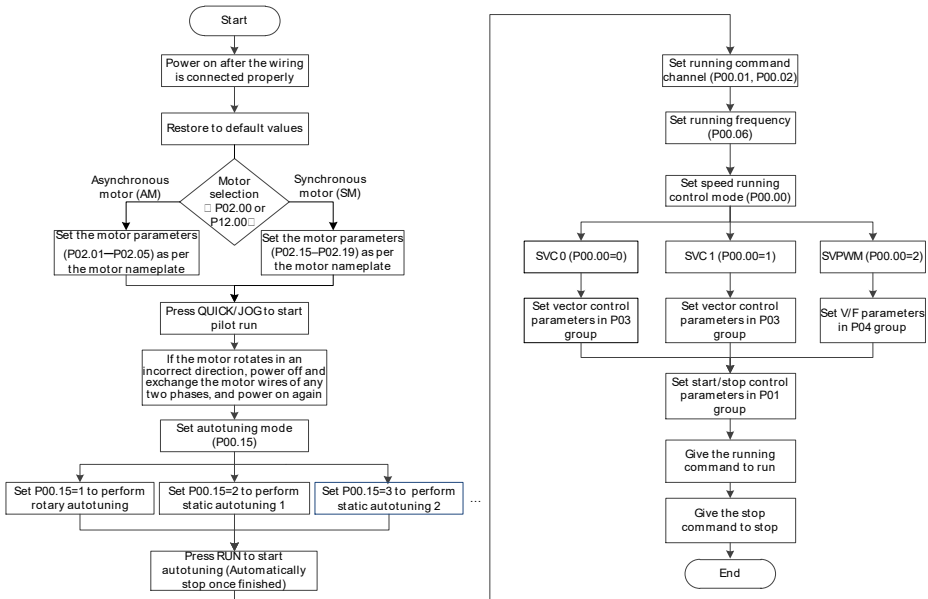 Start
Power on after the wiring
is connected properly
Restore to default values
Asynchronous
motor (AM)
Motor
selection
□ P02.00 or
P12.00□
Synchronous
motor (SM)
Set the motor parameters
(P02.01—P02.05) as per
the motor nameplate
Set the motor parameters
(P02.15–P02.19) as per
the motor nameplate
Press QUICK/JOG to start
pilot run
If the motor rotates in an
incorrect direction, power off and
exchange the motor wires of any
two phases, and power on again
Set autotuning mode
(P00.15)
Set P00.15=1 to perform
rotary autotuning
Set P00.15=2 to perform
static autotuning 1
Set P00.15=3 to perform
static autotuning 2
...
Press RUN to start
autotuning (Automatically
stop once finished)
Set running command
channel (P00.01, P00.02)
Set running frequency
(P00.06)
Set speed running
control mode (P00.00)
SVC 0 (P00.00=0)
SVC 1 (P00.00=1)
SVPWM (P00.00=2)
Set vector control
parameters in P03
group
Set vector control
parameters in P03
group
Set V/F parameters
in P04 group
Set start/stop control
parameters in P01
group
Give the running
command to run
Give the stop
command to stop
End